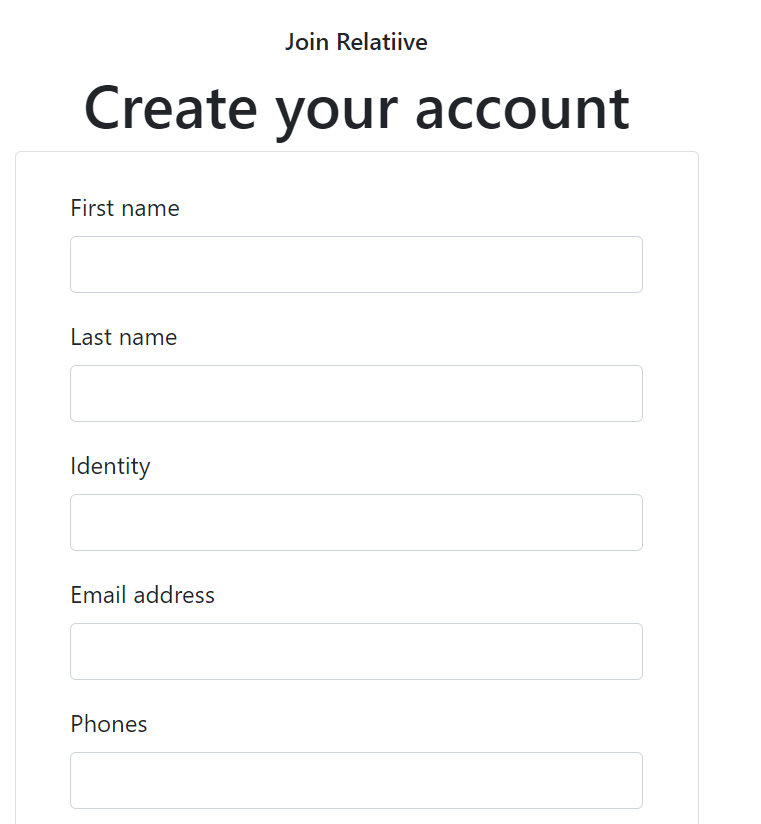 Join Relatiive
Create your account
First name
Last name
Identity
Email address
Phones